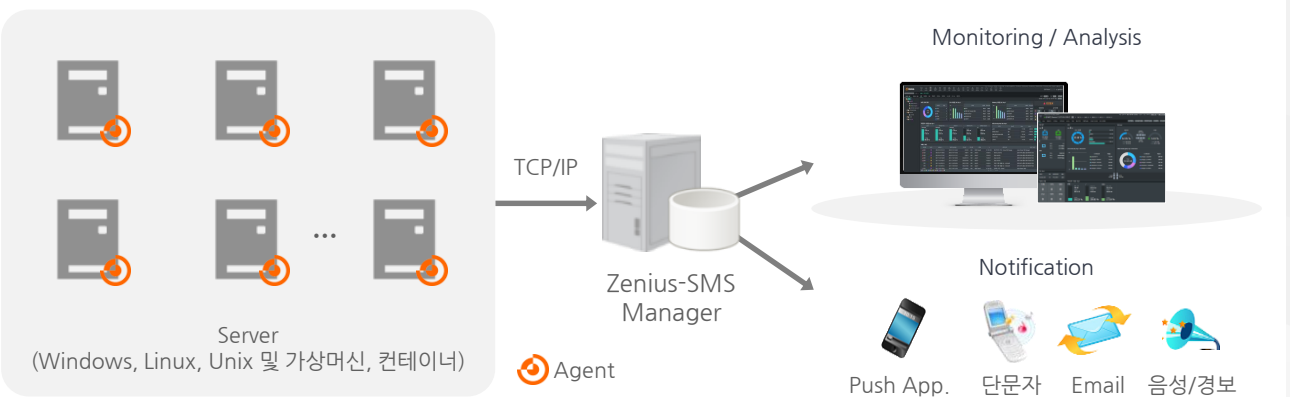 Monitoring / Analysis
TCP/IP
...
Zenius-SMS
Manager
Notification
Server
(Windows, Linux, Unix 및 가상머신, 컨테이너)
Agent
Push App.
단문자
Email
음성/경보